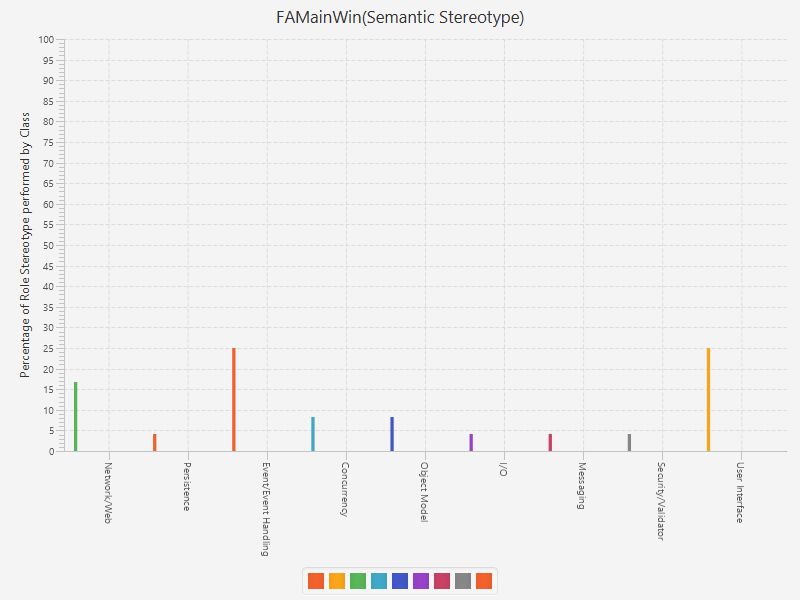 FAMainWin(Semantic Stereotype)
Percentage of Role Stereotype performed by Class
100
95
90
85
80
75
70
65
60
55
50
45
40
35
30
25
20
15
10
5
0
Network/Web
Persistence
Event/Event Handling
Concurrency
Object Model
I/O
Messaging
Security/Validator
User Interface